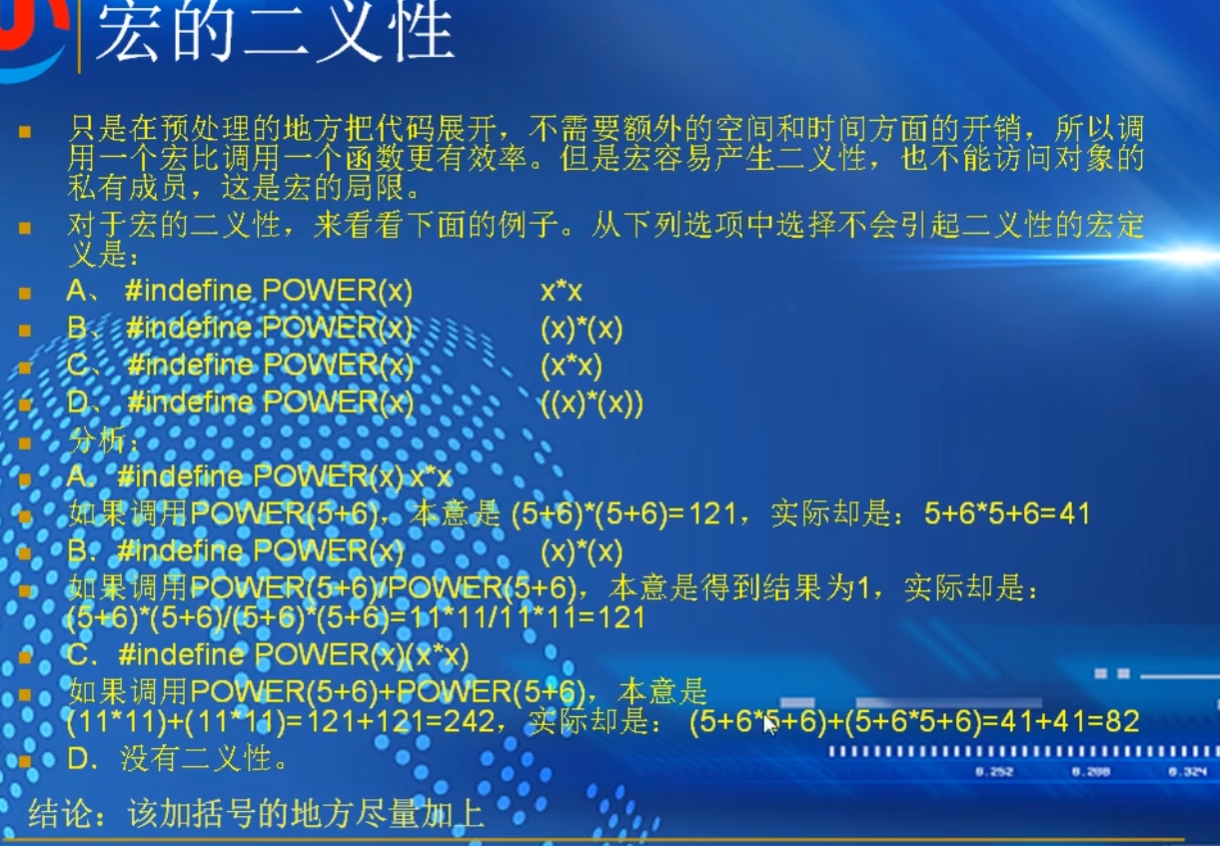 宏的二义性
只是在预处理的地方把代码展开，不需要额外的空间和时间方面的开销，所以调
用一个宏比调用一个函数更有效率。但是宏容易产生二义性，也不能访问对象的
私有成员，这是宏的局限。
对于宏的二义性，来看看下面的例子。从下列选项中选择不会引起二义性的宏定
义是：
A、 #indefine POWER(x) x*x
B、 #indefine POWER(x) (x)*(x)
C、 #indefine POWER(x) (x*x)
D、 #indefine POWER(x) ((x)*(x))
分析：
A．#indefine POWER(x) x*x
如果调用POWER(5+6)，本意是 (5+6)*(5+6)=121，实际却是：5+6*5+6=41
B．#indefine POWER(x) (x)*(x)
如果调用POWER(5+6)/POWER(5+6)，本意是得到结果为1，实际却是：
(5+6)*(5+6)/(5+6)*(5+6)=11*11/11*11=121
C．#indefine POWER(x)(x*x)
如果调用POWER(5+6)+POWER(5+6)，本意是
(11*11)+(11*11)=121+121=242，实际却是： (5+6*5+6)+(5+6*5+6)=41+41=82
D．没有二义性。
0.252 0.288 0.324
结论：该加括号的地方尽量加上